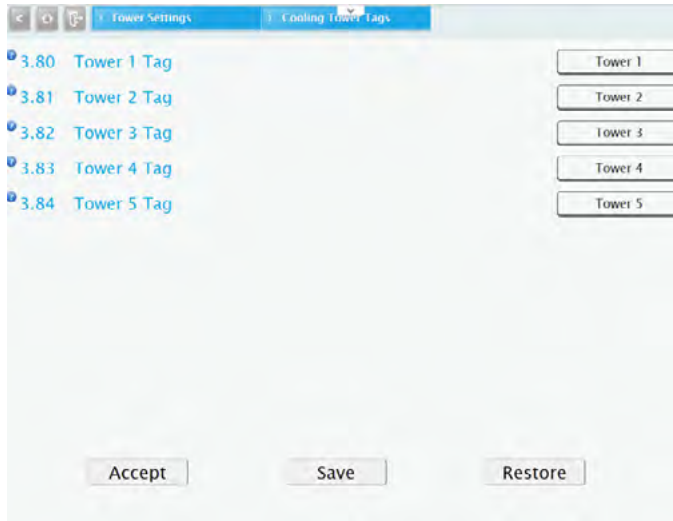 Tower Settings
Cooling Tower Tags
3.80 Tower 1 Tag
Tower 1
3.81 Tower 2 Tag
Tower 2
3.82 Tower 3 Tag
Tower 3
3.83 Tower 4 Tag
Tower 4
3.84 Tower 5 Tag
Tower 5
Accept
Save
Restore